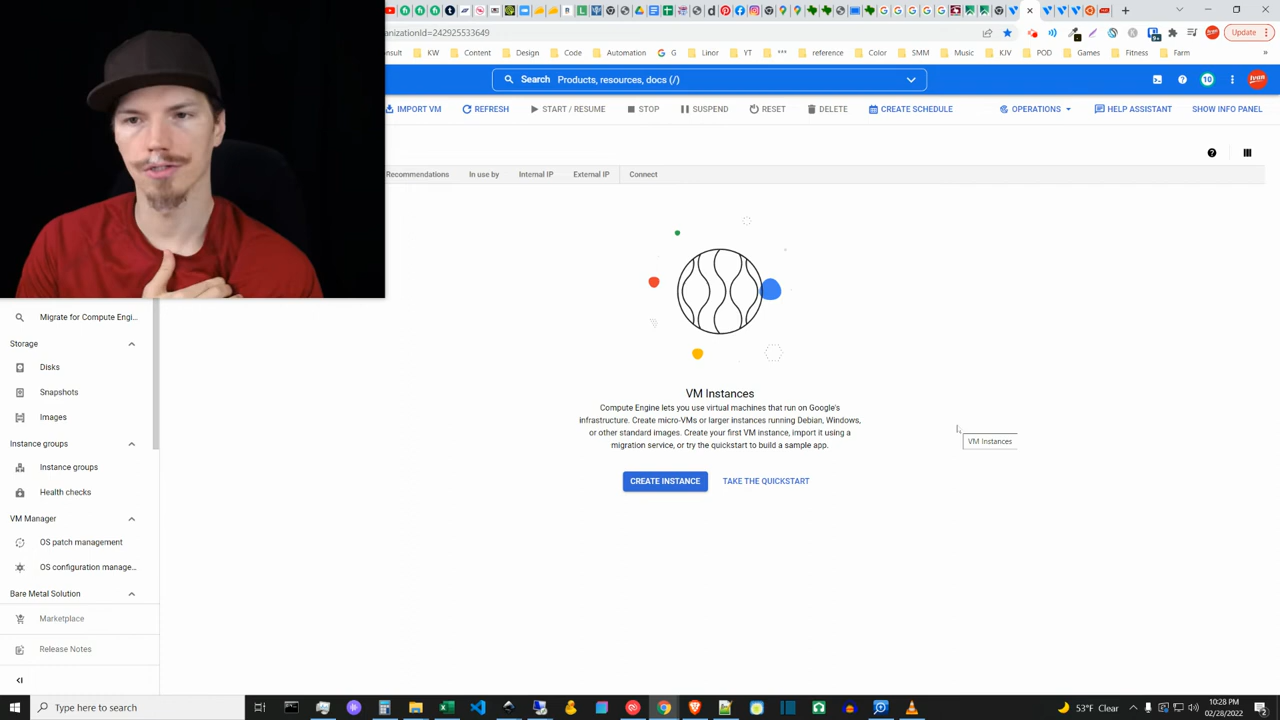 Update
anizationId=242925533649
nsult KW Content Design Code Automation G Linor YT *** reference Color SMM Music KJV POD Games Fitness Farm »
Search Products, resources, docs (/) 10 Ivan
IMPORT VM REFRESH START / RESUME STOP SUSPEND RESET DELETE CREATE SCHEDULE OPERATIONS HELP ASSISTANT SHOW INFO PANEL
Recommendations In use by Internal IP External IP Connect
Migrate for Compute Engi...
Storage
Disks
Snapshots
Images
Instance groups
Instance groups
Health checks
VM Manager
OS patch management
OS configuration manage...
Bare Metal Solution
Marketplace
Release Notes
VM Instances
Compute Engine lets you use virtual machines that run on Google's
infrastructure. Create micro-VMs or larger instances running Debian, Windows,
or other standard images. Create your first VM instance, import it using a
migration service, or try the quickstart to build a sample app.
CREATE INSTANCE TAKE THE QUICKSTART
VM Instances
Type here to search
53°F Clear
10:28 PM
02/28/2022
2